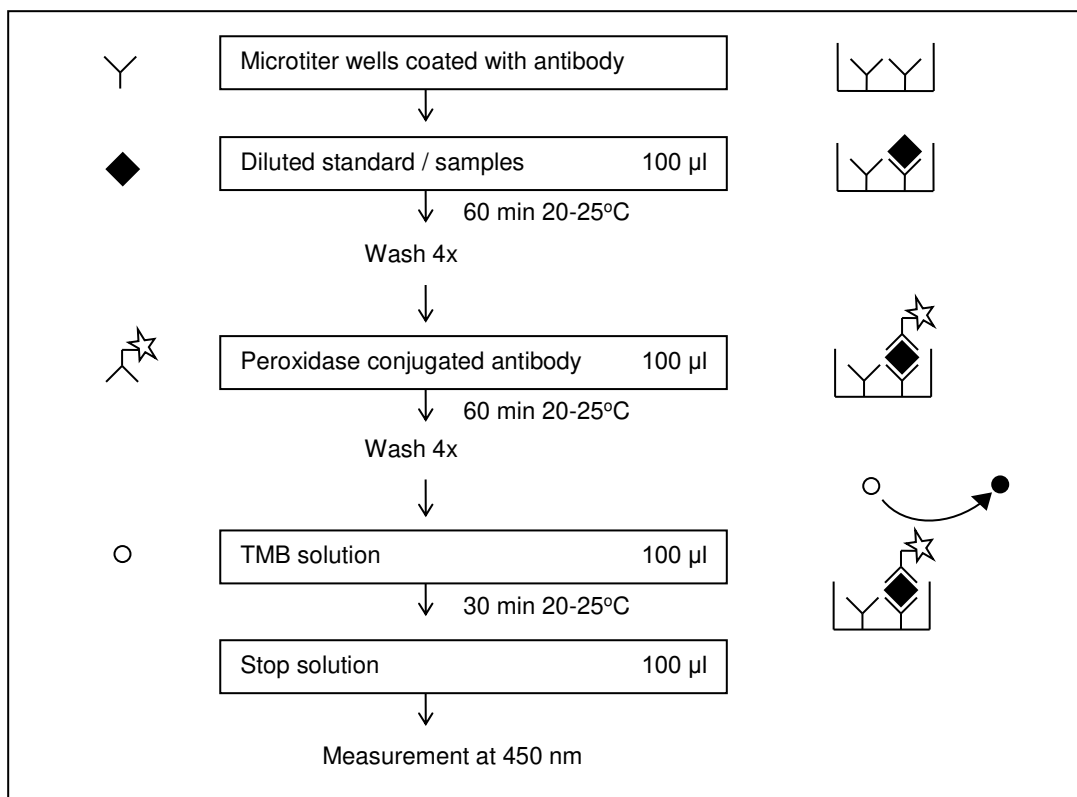 Microtiter wells coated with antibody
Diluted standard / samples 100 µl
60 min 20-25°C
Wash 4x
Peroxidase conjugated antibody 100 µl
60 min 20-25°C
Wash 4x
TMB solution 100 µl
30 min 20-25°C
Stop solution 100 µl
Measurement at 450 nm